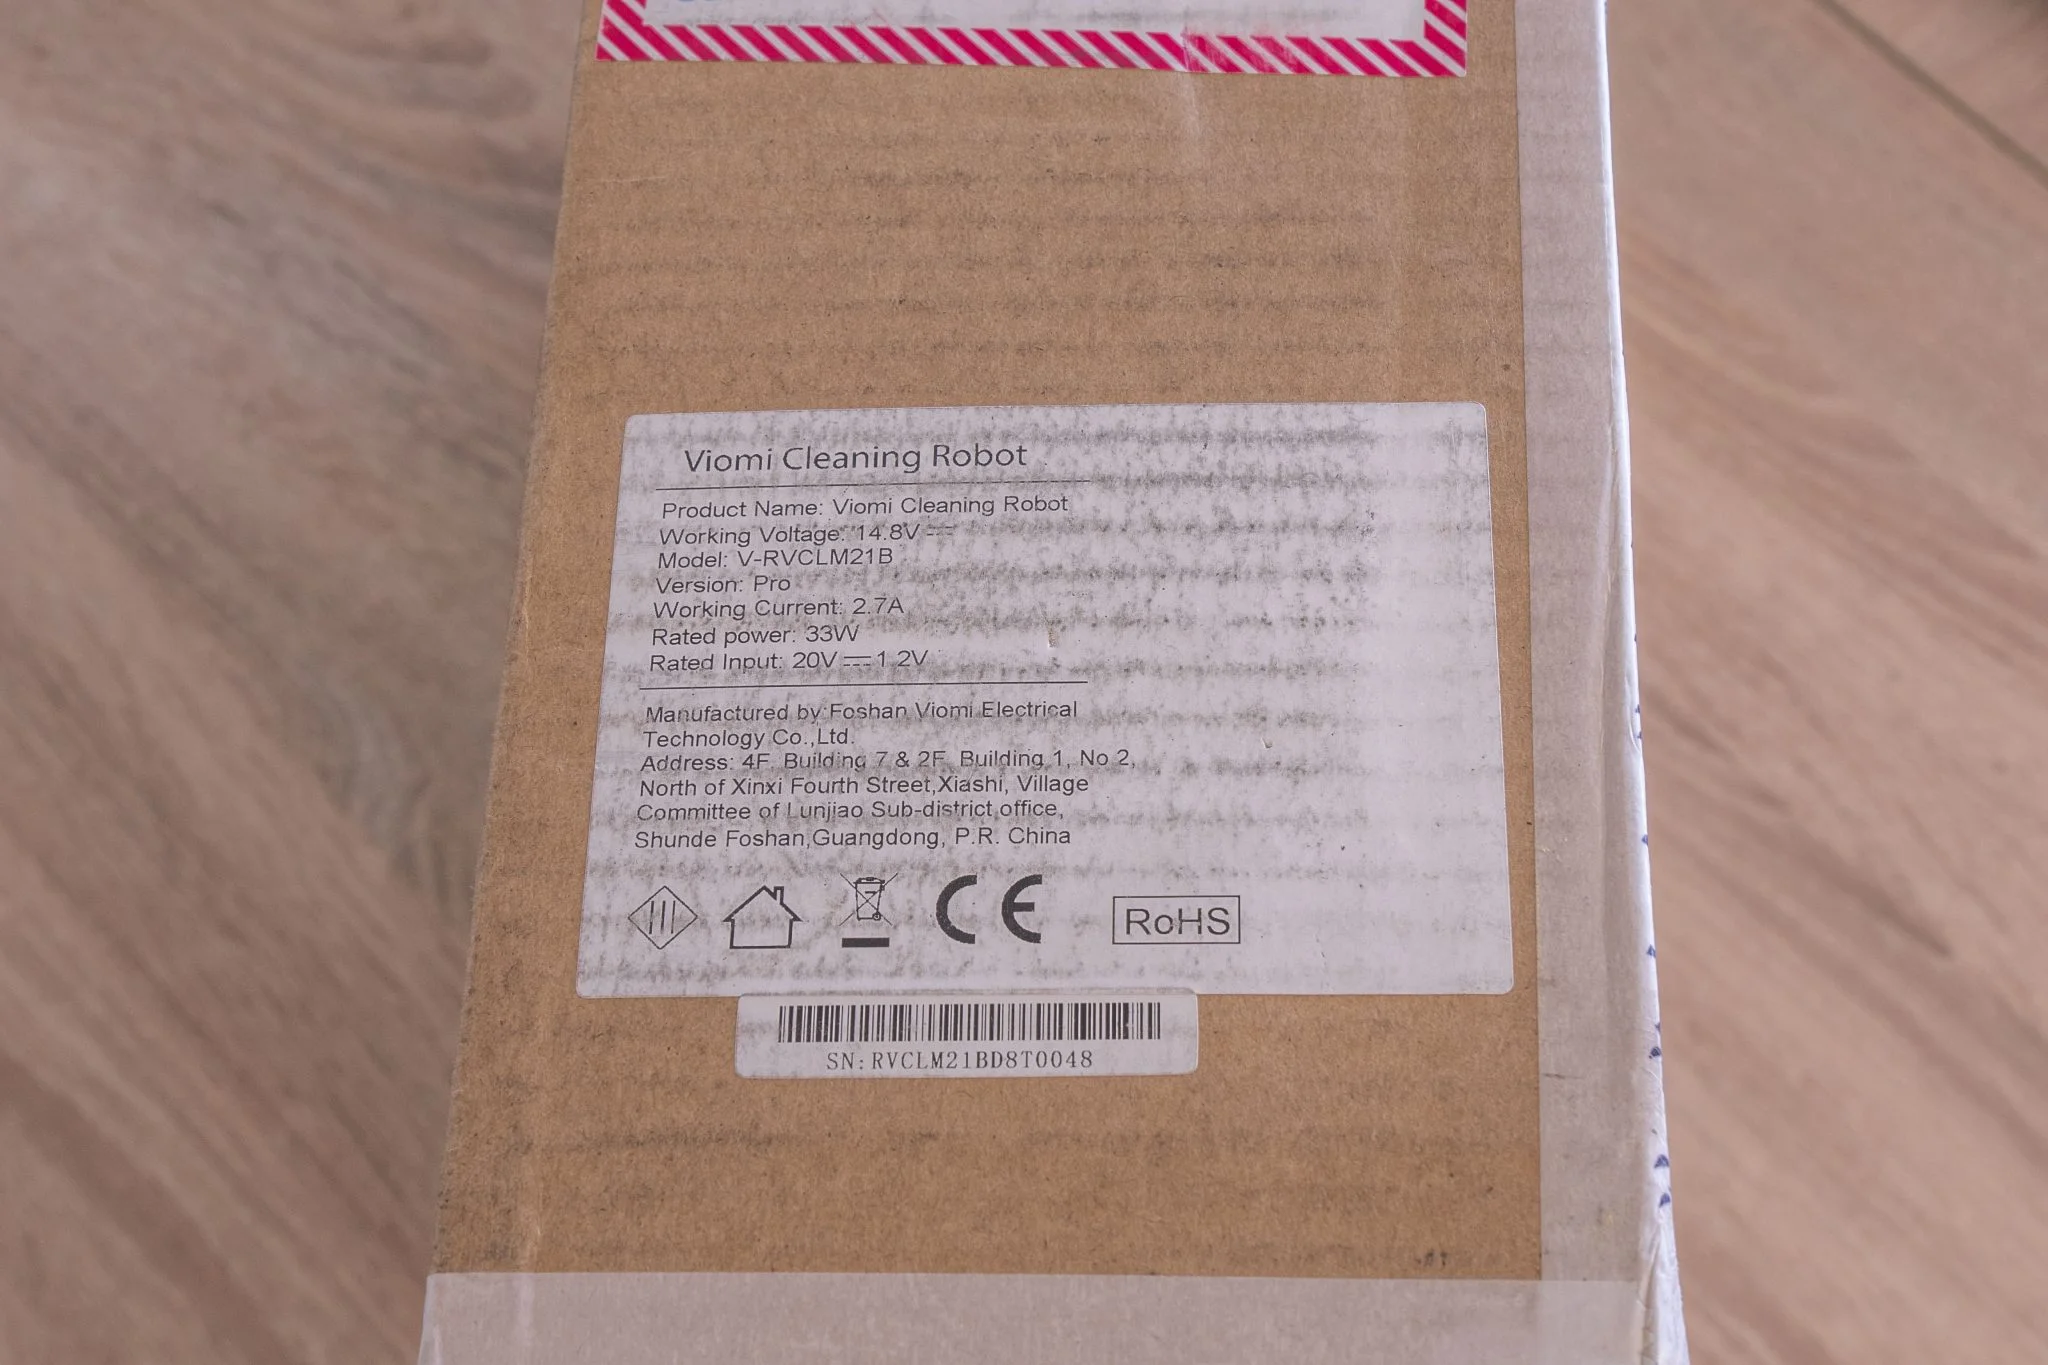 Viomi Cleaning Robot
Product Name: Viomi Cleaning Robot
Working Voltage: 14.8V ⎓
Model: V-RVCLM21B
Version: Pro
Working Current: 2.7A
Rated power: 33W
Rated Input: 20V ⎓ 1.2V
Manufactured by:Foshan Viomi Electrical
Technology Co.,Ltd.
Address: 4F, Building 7 & 2F, Building 1, No 2,
North of Xinxi Fourth Street,Xiashi, Village
Committee of Lunjiao Sub-district office,
Shunde Foshan,Guangdong, P.R. China
CE RoHS
SN:RVCLM21BD8T0048